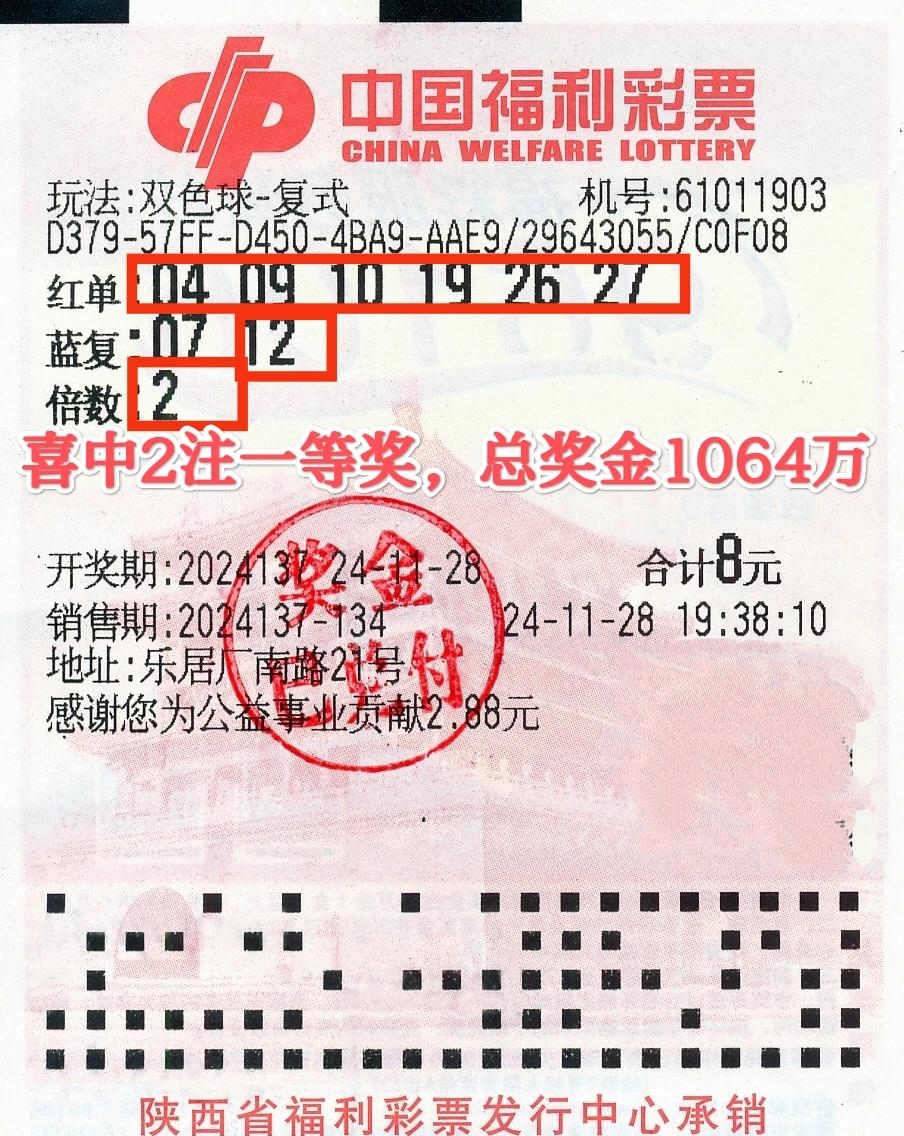 中国福利彩票
CHINA WELFARE LOTTERY
玩法:双色球-复式 机号:61011903
D379-57FF-D450-4BA9-AAE9/29643055/C0F08
红单:04 09 10 19 26 27
蓝复:07 12
倍数:2
喜中2注一等奖，总奖金1064万
开奖期:2024137 24-11-28 合计8元
销售期:2024137-134 24-11-28 19:38:10
地址:乐居厂南路21号
感谢您为公益事业贡献2.88元
奖金
已兑付
陕西省福利彩票发行中心承销